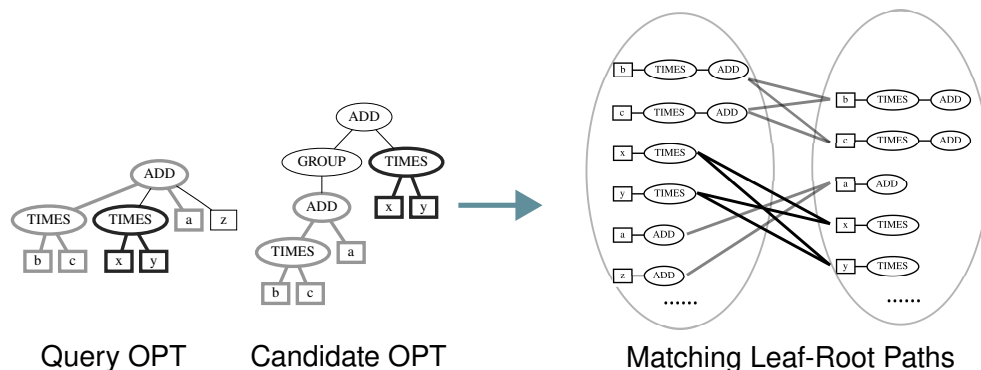 ADD
TIMES
TIMES
a
z
b
c
x
y
Query OPT
ADD
GROUP
TIMES
x
y
ADD
TIMES
a
b
c
Candidate OPT
b TIMES ADD
c TIMES ADD
x TIMES
y TIMES
a ADD
z ADD
......
b TIMES ADD
c TIMES ADD
a ADD
x TIMES
y TIMES
......
Matching Leaf-Root Paths